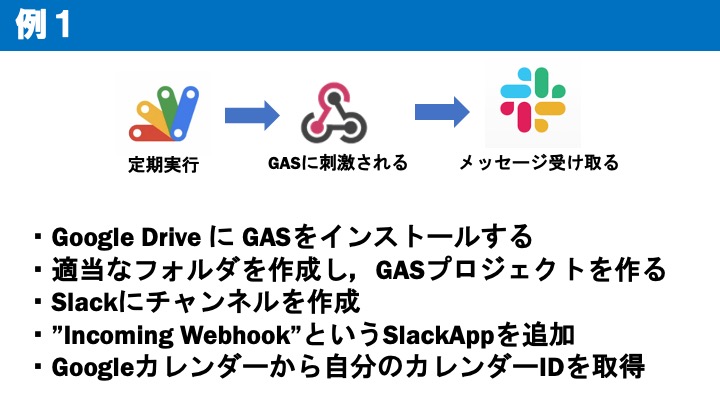 例１
定期実行
GASに刺激される
メッセージ受け取る
・Google Drive に GASをインストールする
・適当なフォルダを作成し，GASプロジェクトを作る
・Slackにチャンネルを作成
・”Incoming Webhook”というSlackAppを追加
・Googleカレンダーから自分のカレンダーIDを取得